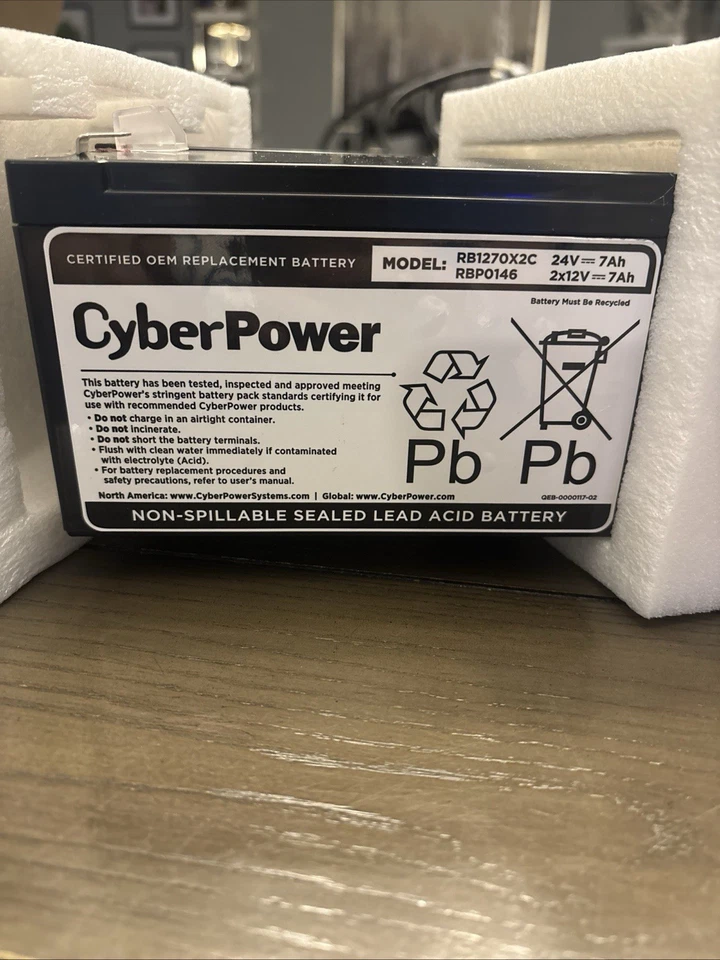 CERTIFIED OEM REPLACEMENT BATTERY
MODEL: RB1270X2C 24V⎓7Ah
RBP0146 2x12V⎓7Ah
Battery Must Be Recycled
CyberPower
This battery has been tested, inspected and approved meeting
CyberPower's stringent battery pack standards certifying it for
use with recommended CyberPower products.
• Do not charge in an airtight container.
• Do not incinerate.
• Do not short the battery terminals.
• Flush with clean water immediately if contaminated
with electrolyte (Acid).
• For battery replacement procedures and
safety precautions, refer to user's manual.
Pb Pb
North America: www.CyberPowerSystems.com | Global: www.CyberPower.com
QEB-0000117-02
NON-SPILLABLE SEALED LEAD ACID BATTERY